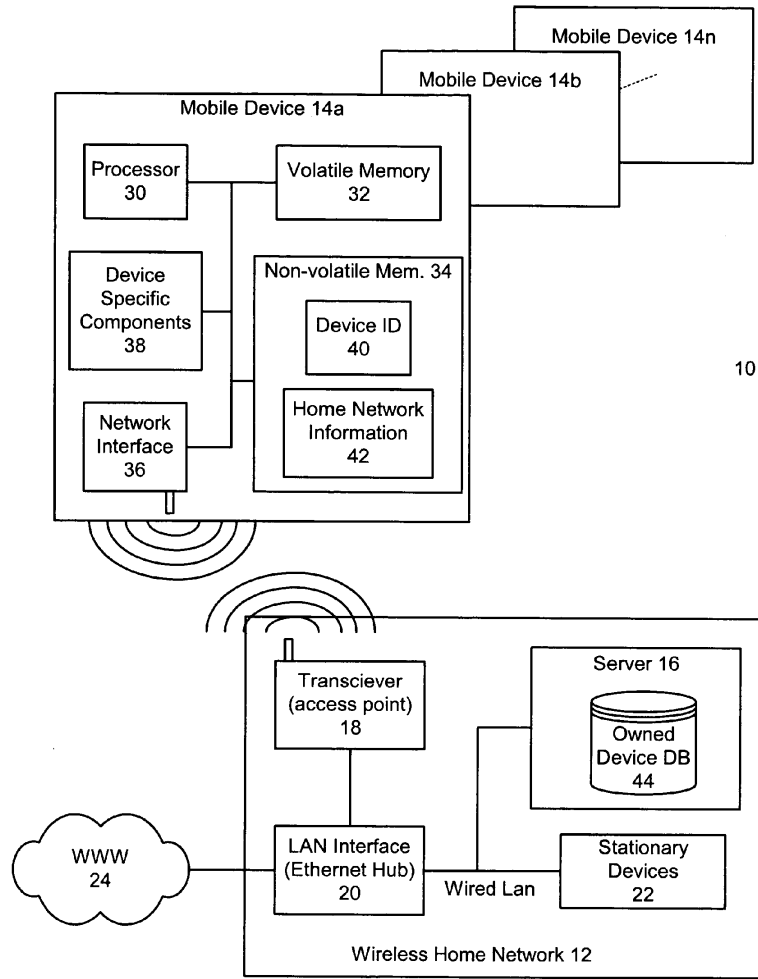 Mobile Device 14n
Mobile Device 14b
Mobile Device 14a
Processor
30
Volatile Memory
32
Device
Specific
Components
38
Non-volatile Mem. 34
Device ID
40
10
Network
Interface
36
Home Network
Information
42
Transciever
(access point)
18
Server 16
Owned
Device DB
44
WWW
24
LAN Interface
(Ethernet Hub)
20
Wired Lan
Stationary
Devices
22
Wireless Home Network 12